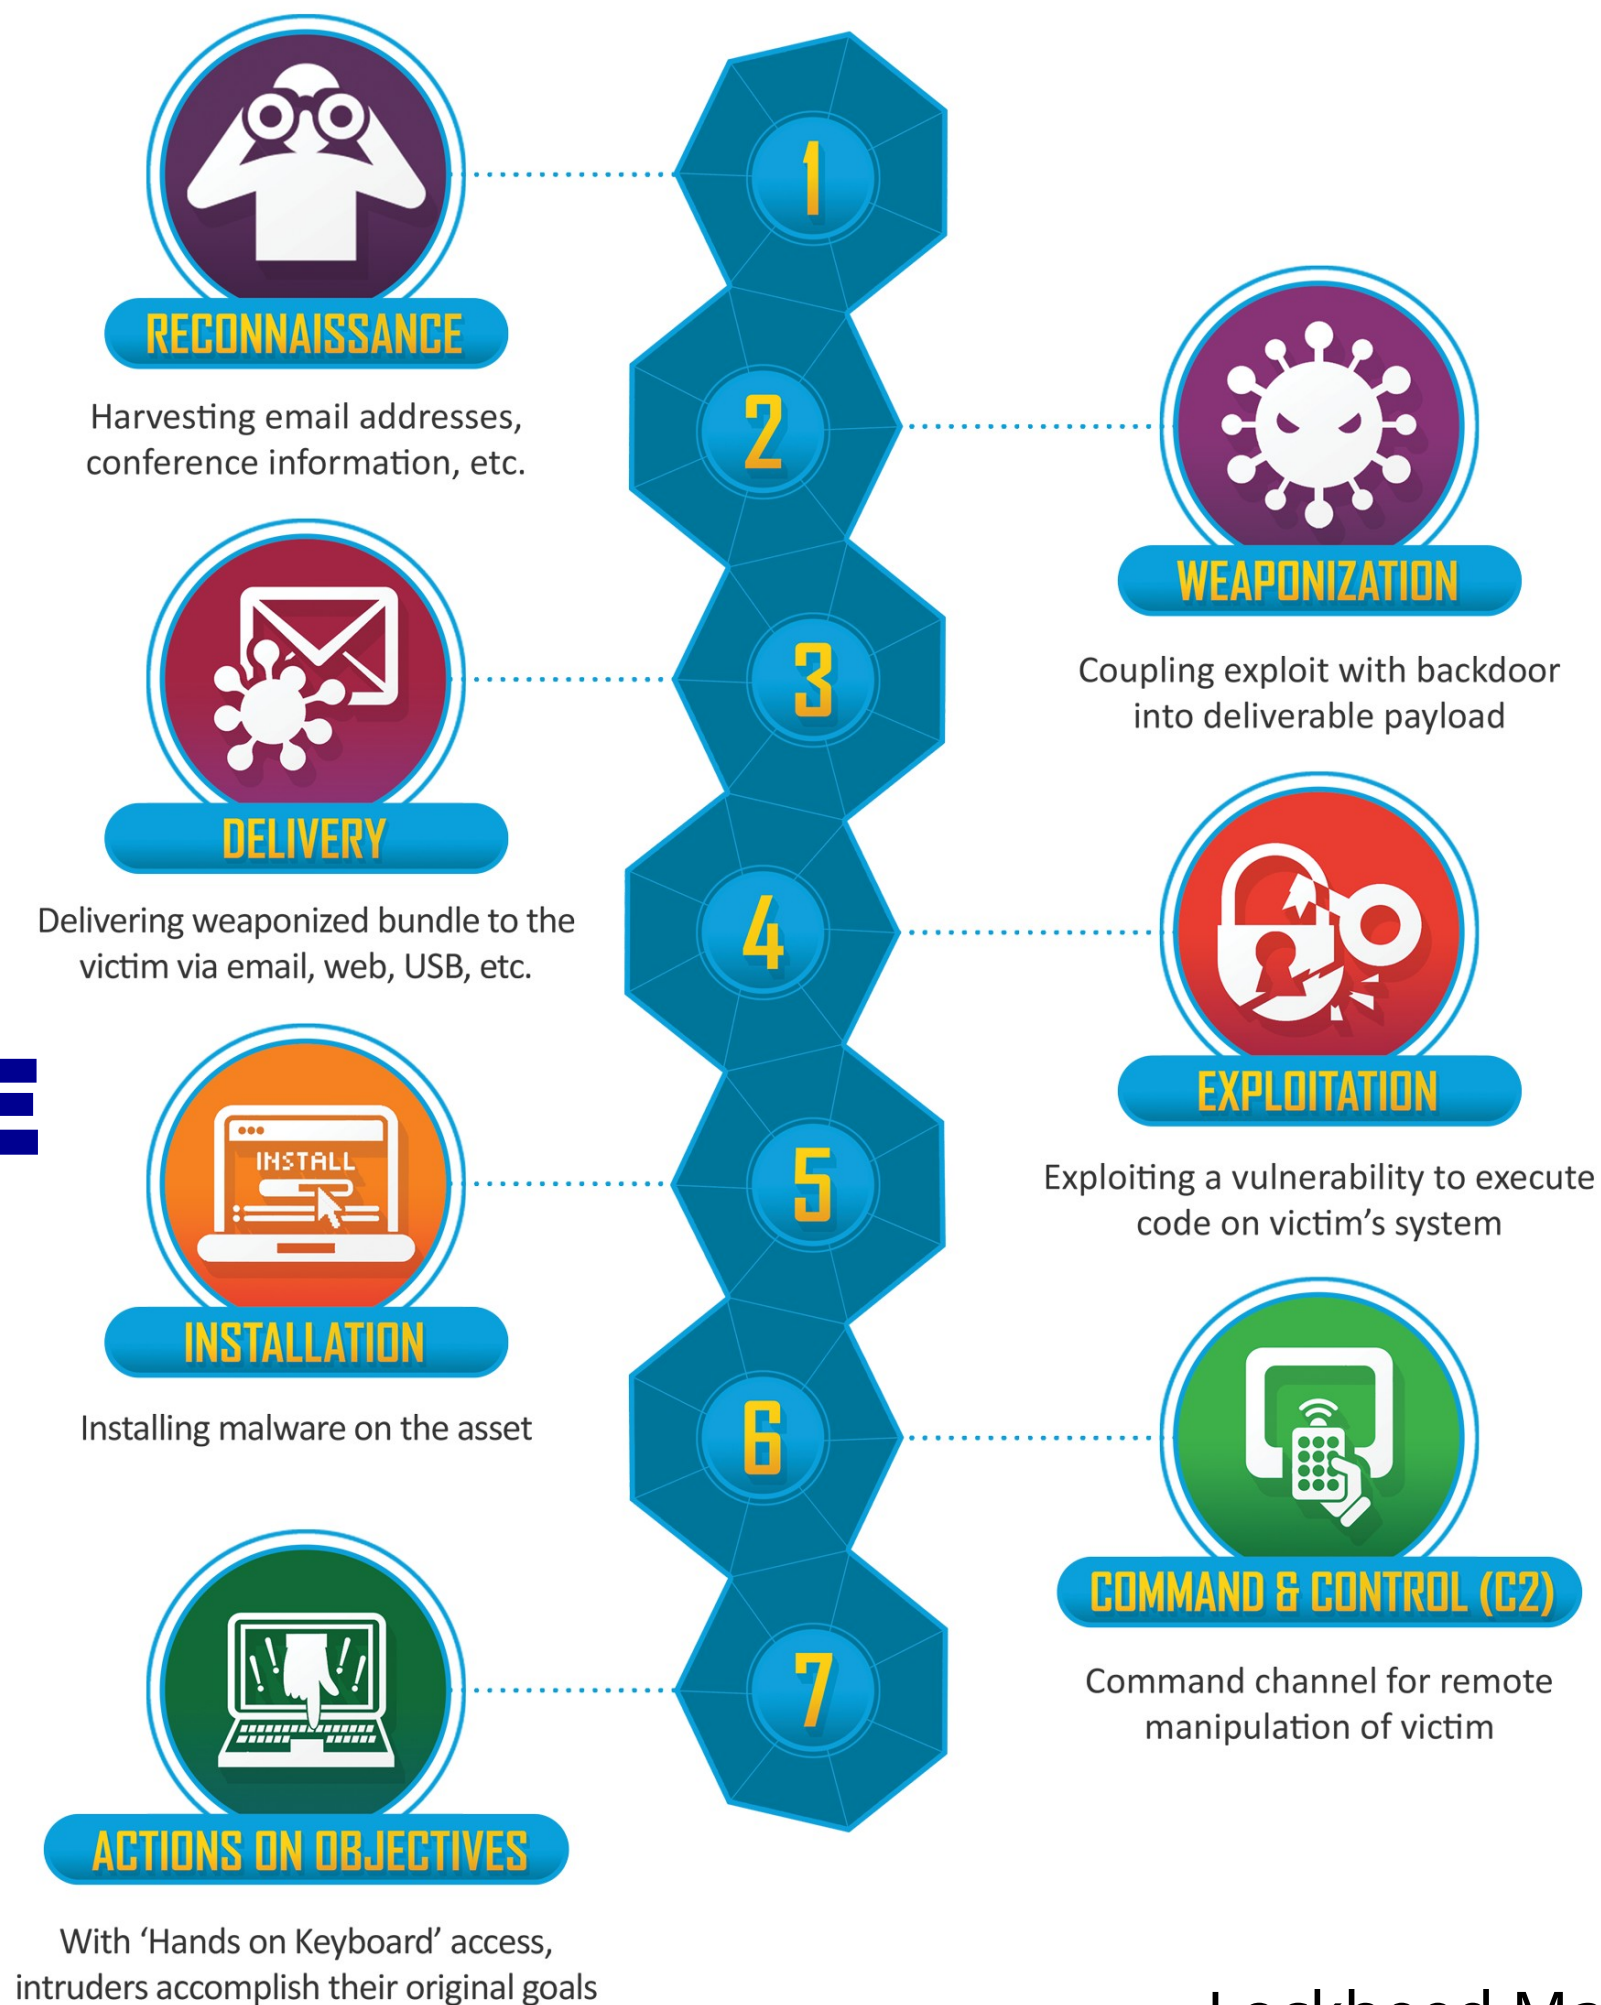 1
RECONNAISSANCE
Harvesting email addresses,
conference information, etc.
2
WEAPONIZATION
Coupling exploit with backdoor
into deliverable payload
3
DELIVERY
Delivering weaponized bundle to the
victim via email, web, USB, etc.
4
EXPLOITATION
Exploiting a vulnerability to execute
code on victim’s system
5
INSTALL
INSTALLATION
Installing malware on the asset
6
COMMAND & CONTROL (C2)
Command channel for remote
manipulation of victim
7
ACTIONS ON OBJECTIVES
With ‘Hands on Keyboard’ access,
intruders accomplish their original goals